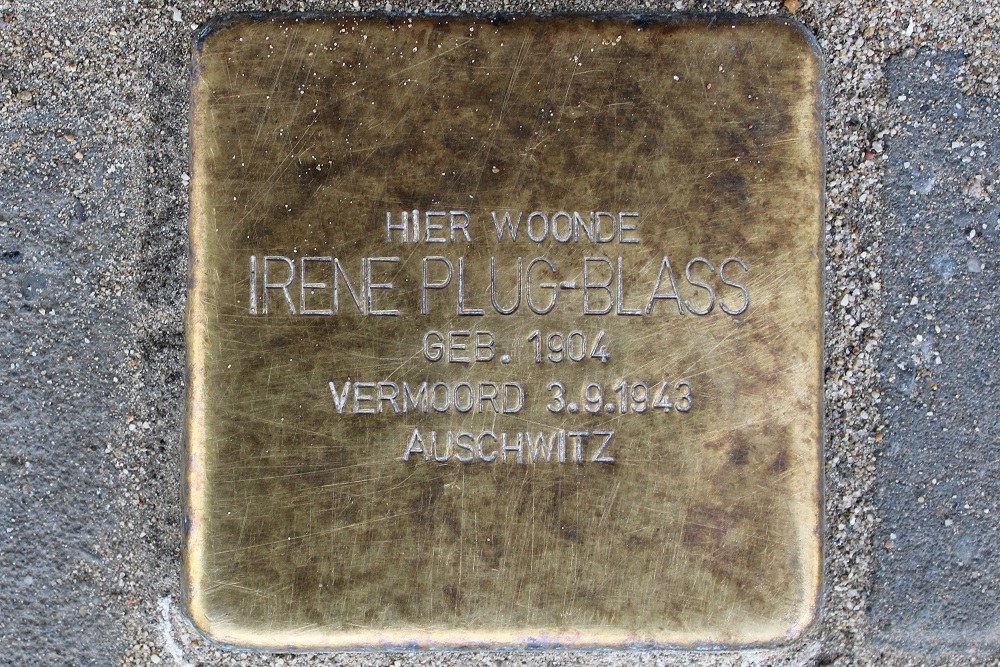 HIER WOONDE
IRENE PLUG-BLASS
GEB. 1904
VERMOORD 3.9.1943
AUSCHWITZ